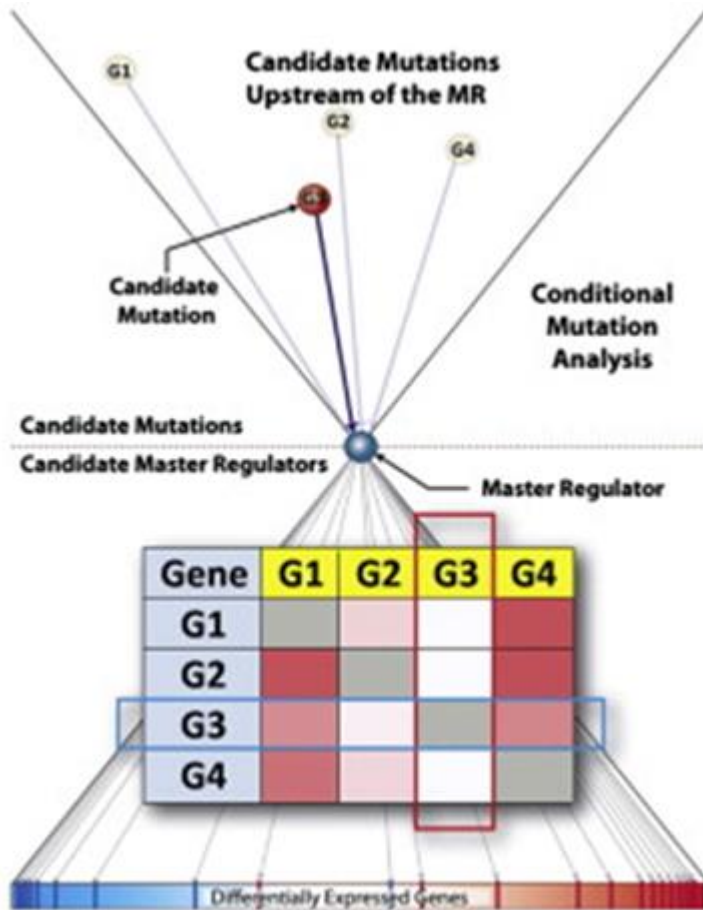 G1
Candidate Mutations
Upstream of the MR
G2
G4
Candidate
Mutation
Conditional
Mutation
Analysis
Candidate Mutations
Candidate Master Regulators
Master Regulator
Gene G1 G2 G3 G4
G1
G2
G3
G4
Differentially Expressed Genes